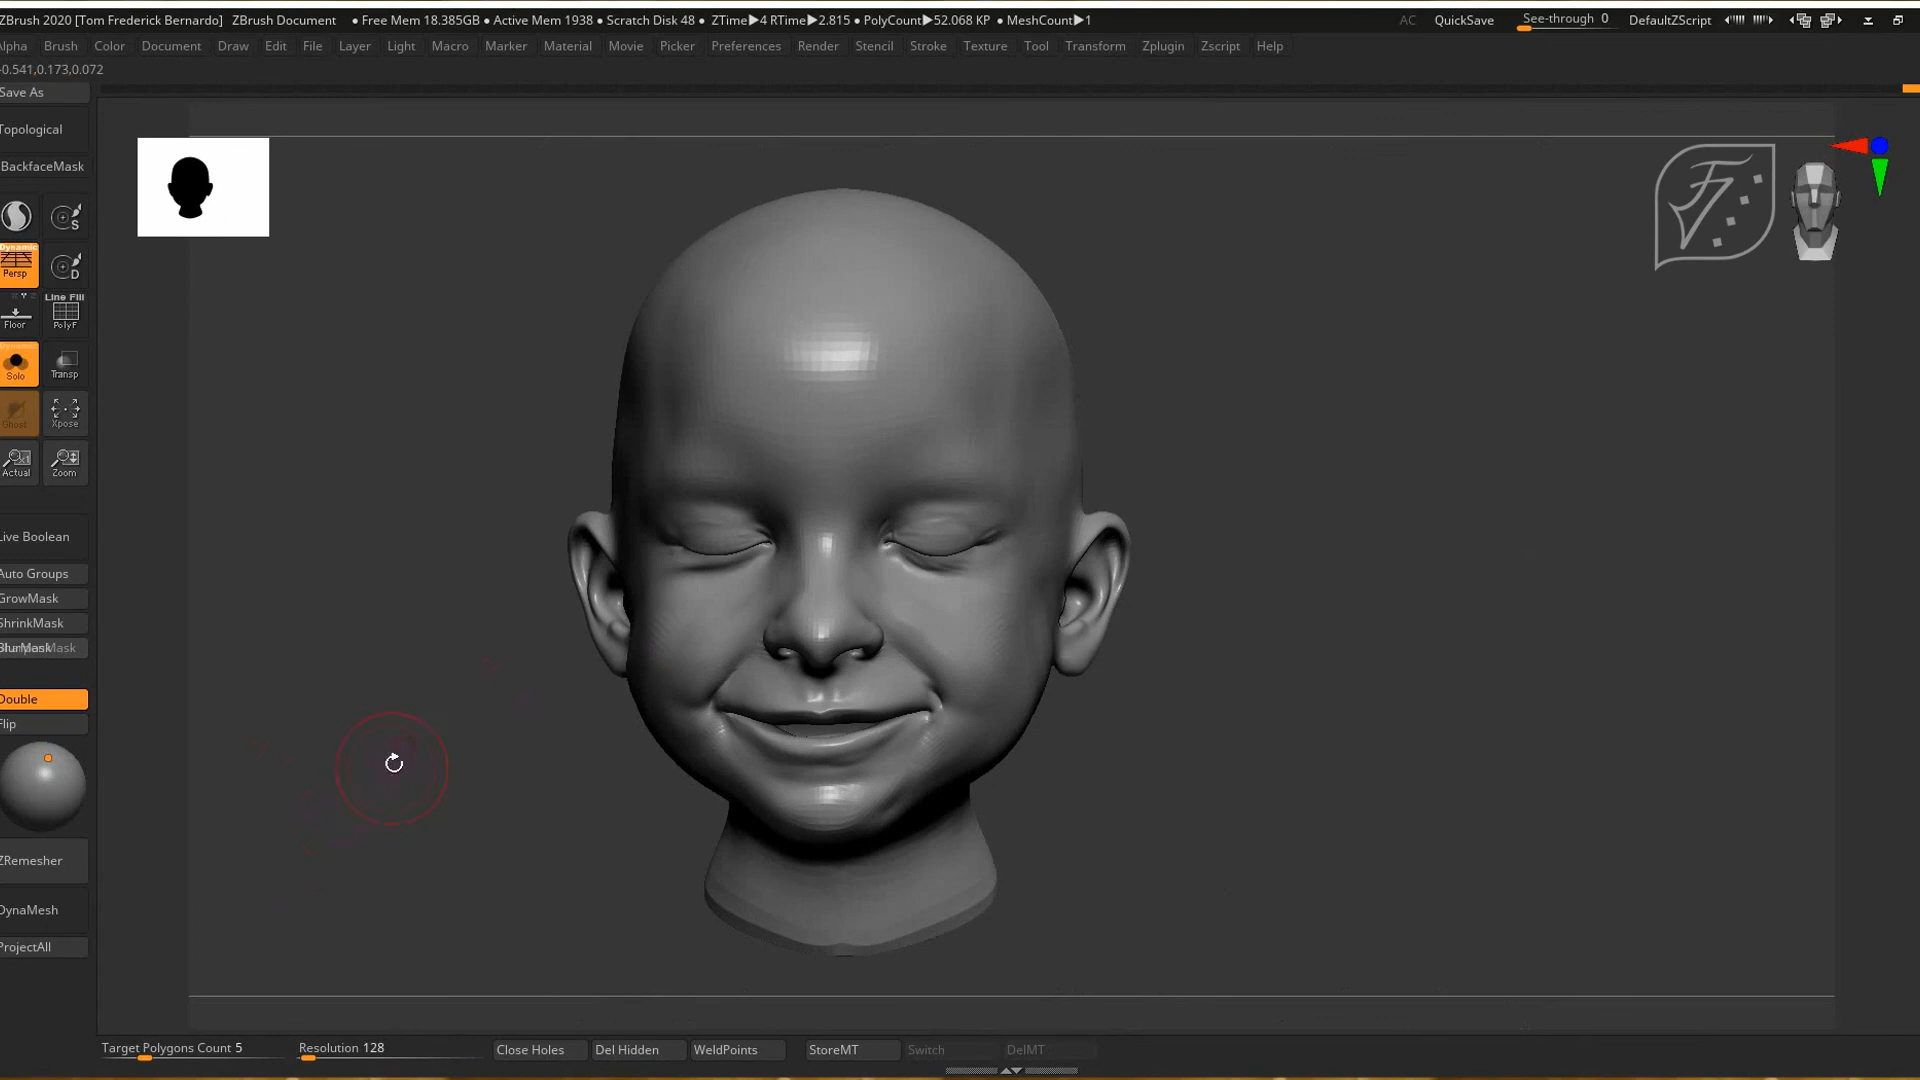 ZBrush 2020 [Tom Frederick Bernardo] ZBrush Document • Free Mem 18.385GB • Active Mem 1938 • Scratch Disk 48 • ZTime▶4 RTime▶2.815 • PolyCount▶52.068 KP • MeshCount▶1 AC QuickSave See-through 0 DefaultZScript
Alpha Brush Color Document Draw Edit File Layer Light Macro Marker Material Movie Picker Preferences Render Stencil Stroke Texture Tool Transform Zplugin Zscript Help
-0.541,0.173,0.072
Save As
Topological
BackfaceMask
S
Dynamic
Persp
D
Line Fill
Floor
PolyF
Dynamic
Solo
Transp
Ghost
Xpose
Actual
Zoom
Live Boolean
Auto Groups
GrowMask
ShrinkMask
BlurMask
Double
Flip
ZRemesher
DynaMesh
ProjectAll
Target Polygons Count 5 Resolution 128 Close Holes Del Hidden WeldPoints StoreMT Switch DelMT